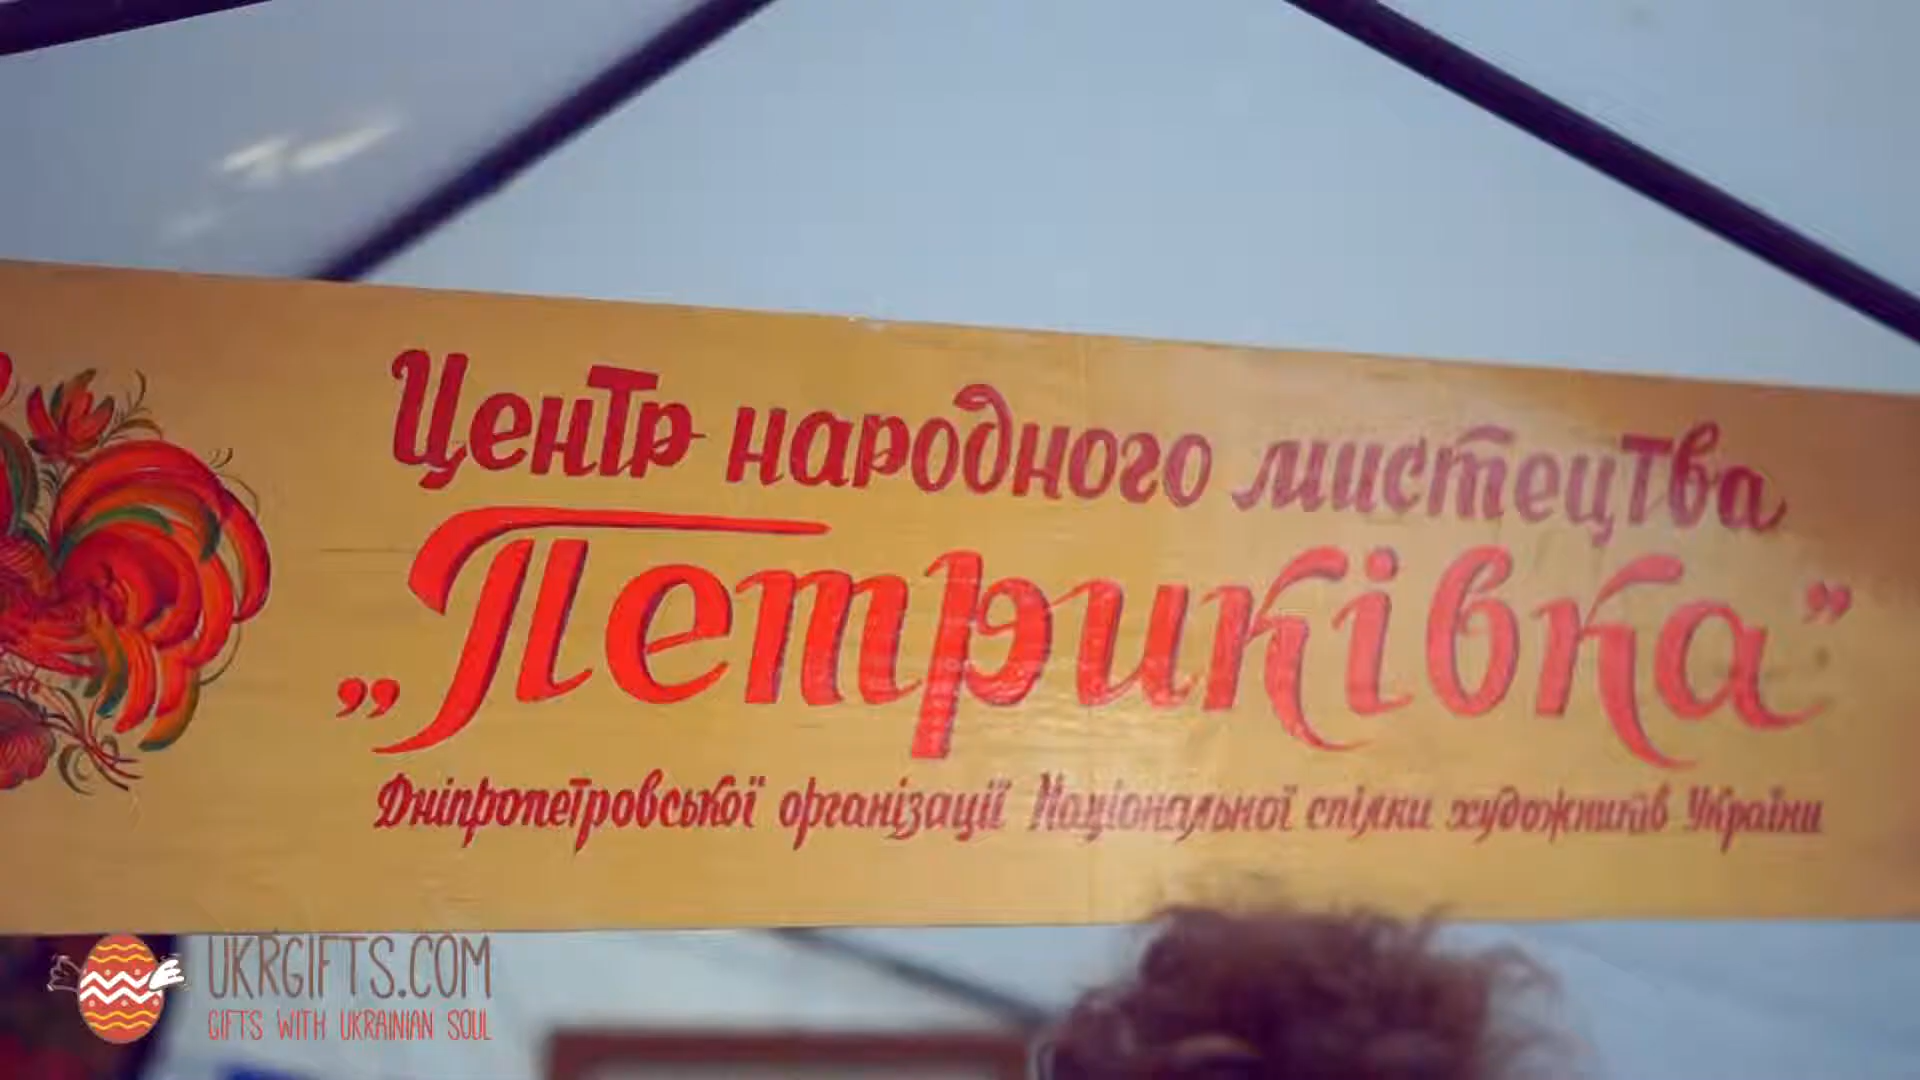 Центр народного мистецтва
„Петриківка”
Дніпропетровської організації Національної спілки художників України
UKRGIFTS.COM
GIFTS WITH UKRAINIAN SOUL